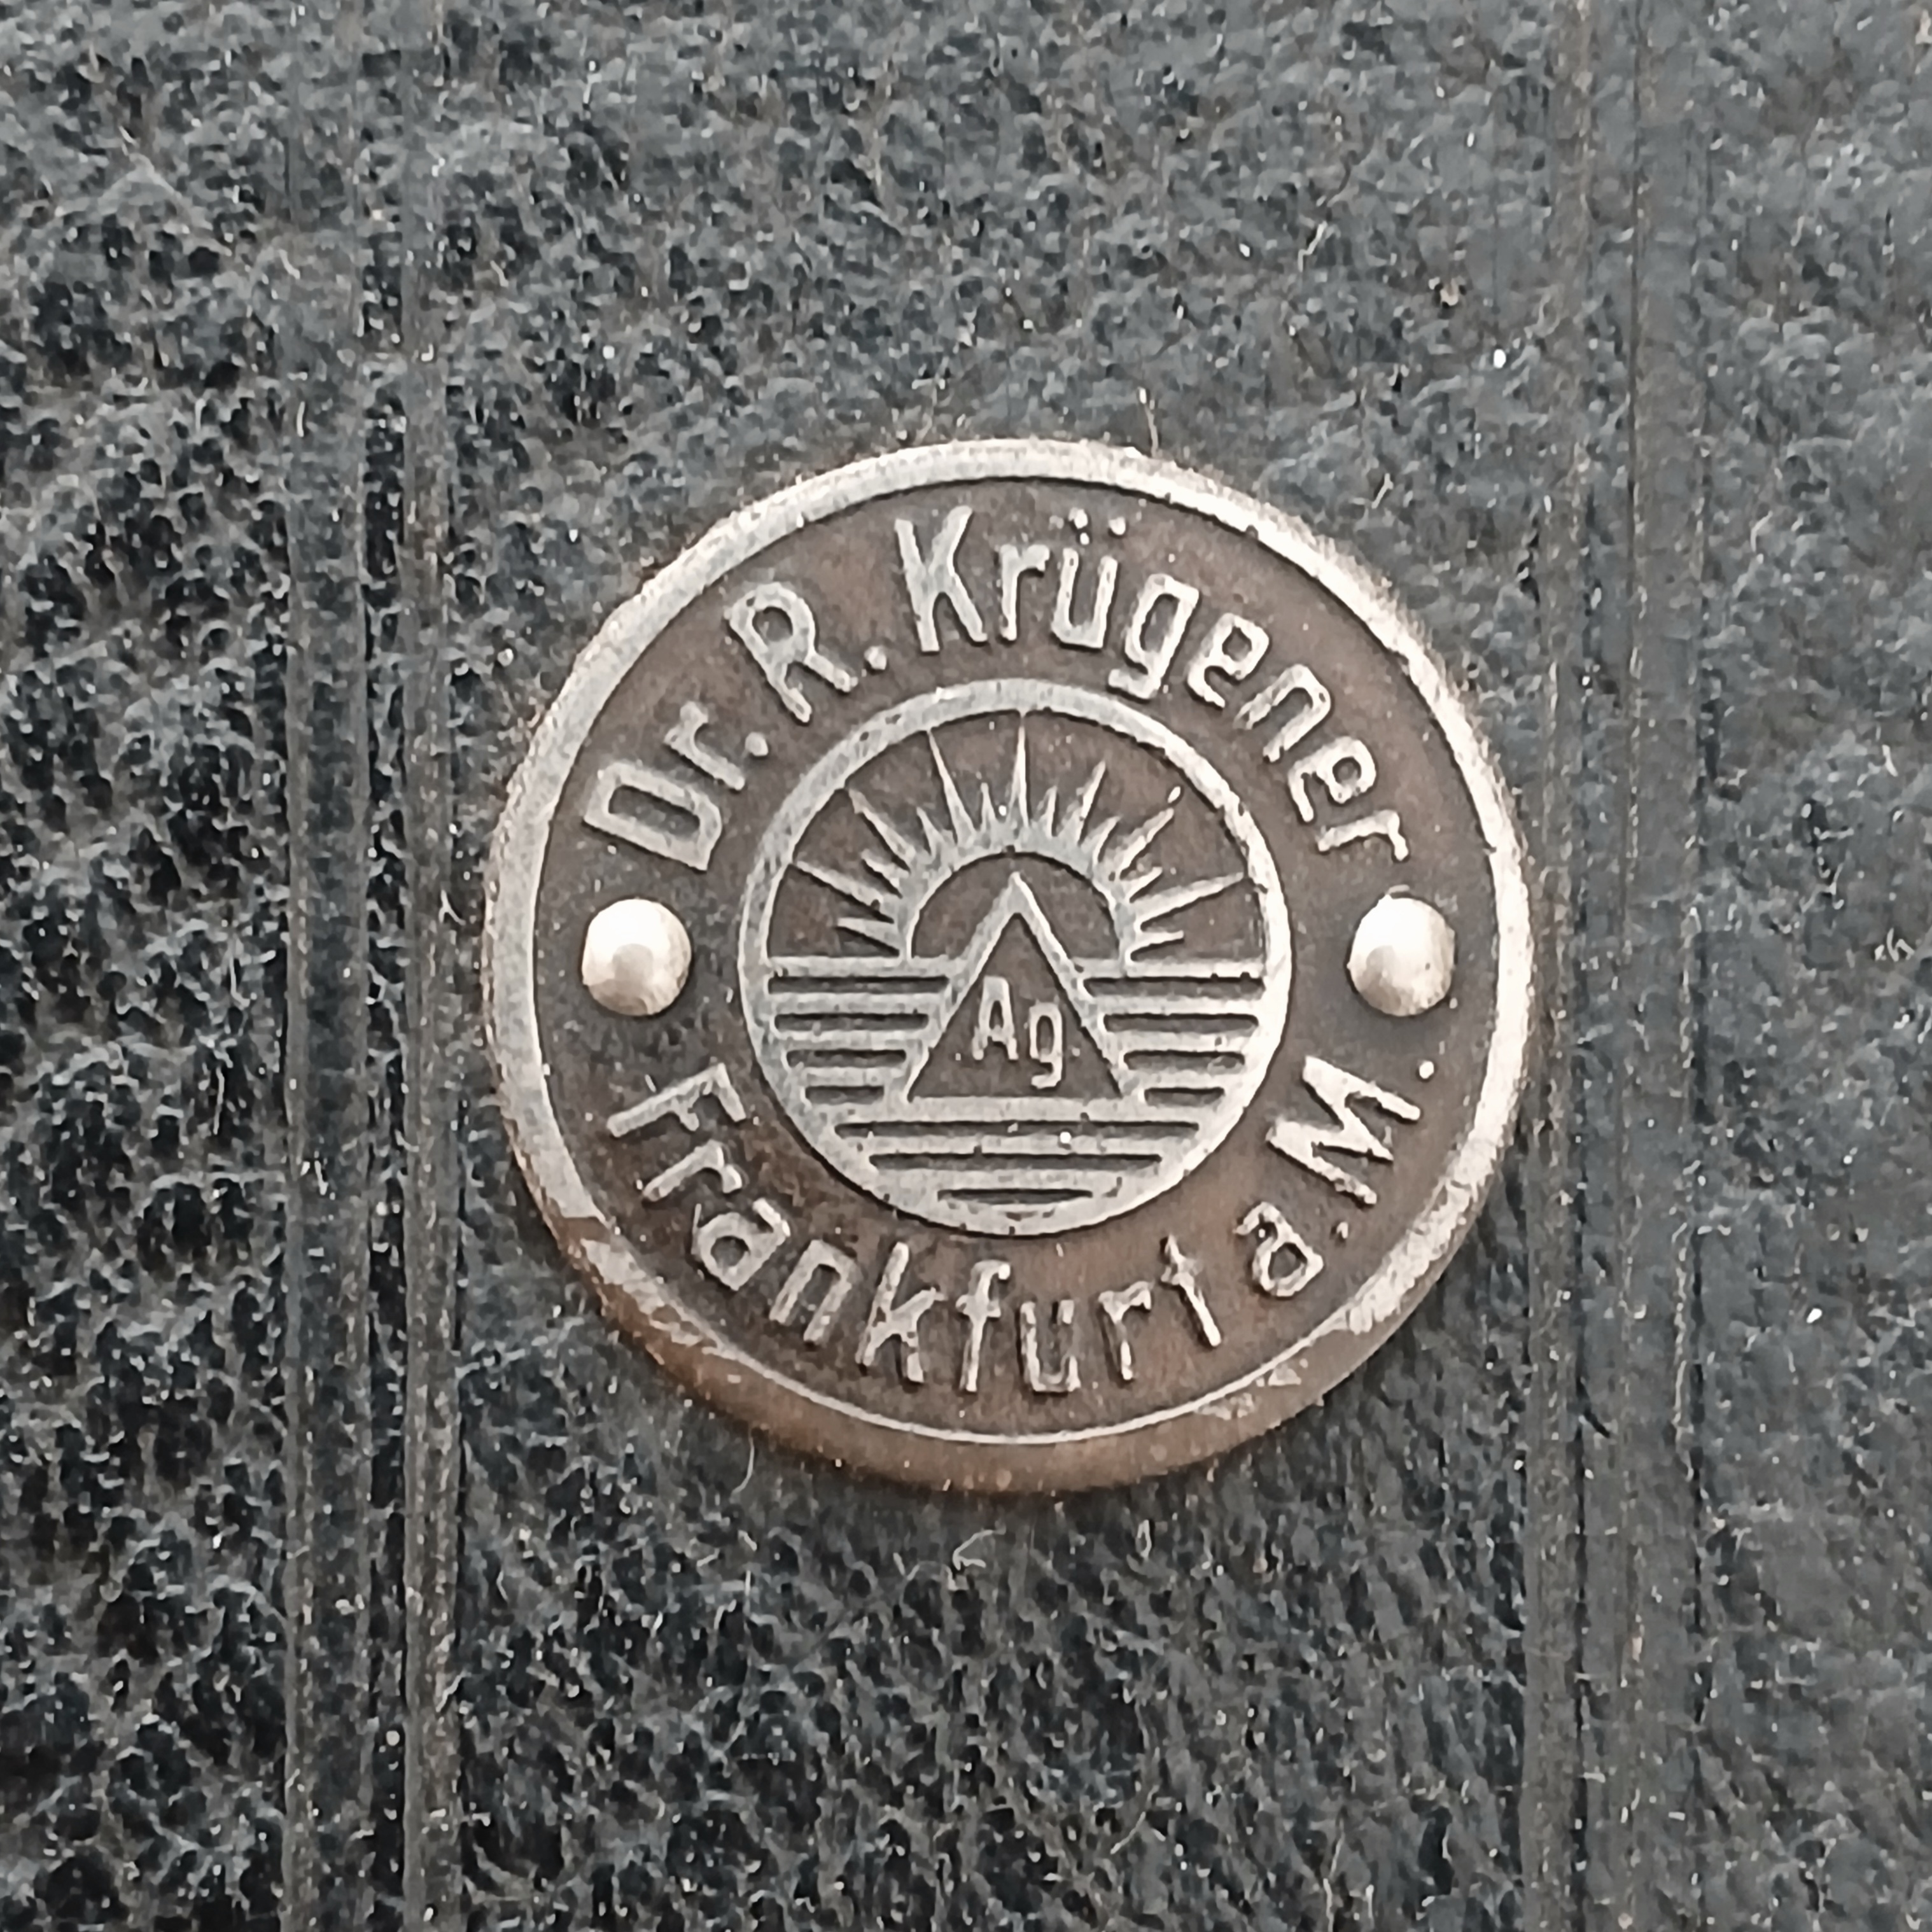 Dr. R. Krügener
Ag
Frankfurt a. M.